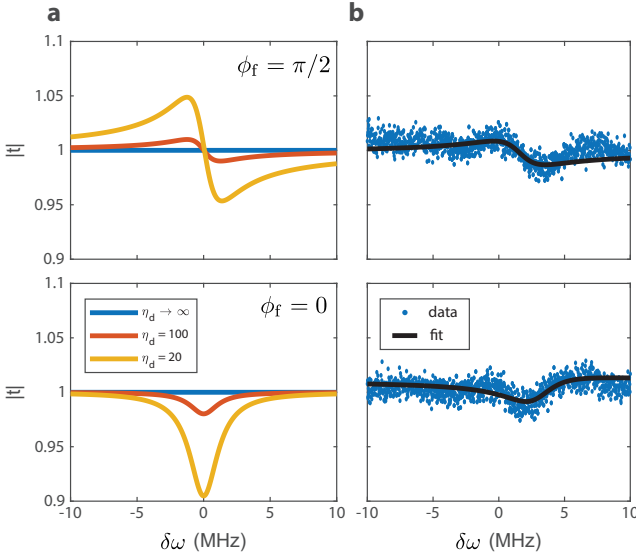 a
b
1.1
1.05
1
0.95
0.9
|t|
ϕf = π/2
1.1
1
0.95
0.9
|t|
ηd → ∞
ηd = 100
ηd = 20
ϕf = 0
data
fit
-10 -5 0 5 10
-10 -5 0 5 10
δω (MHz)
δω (MHz)